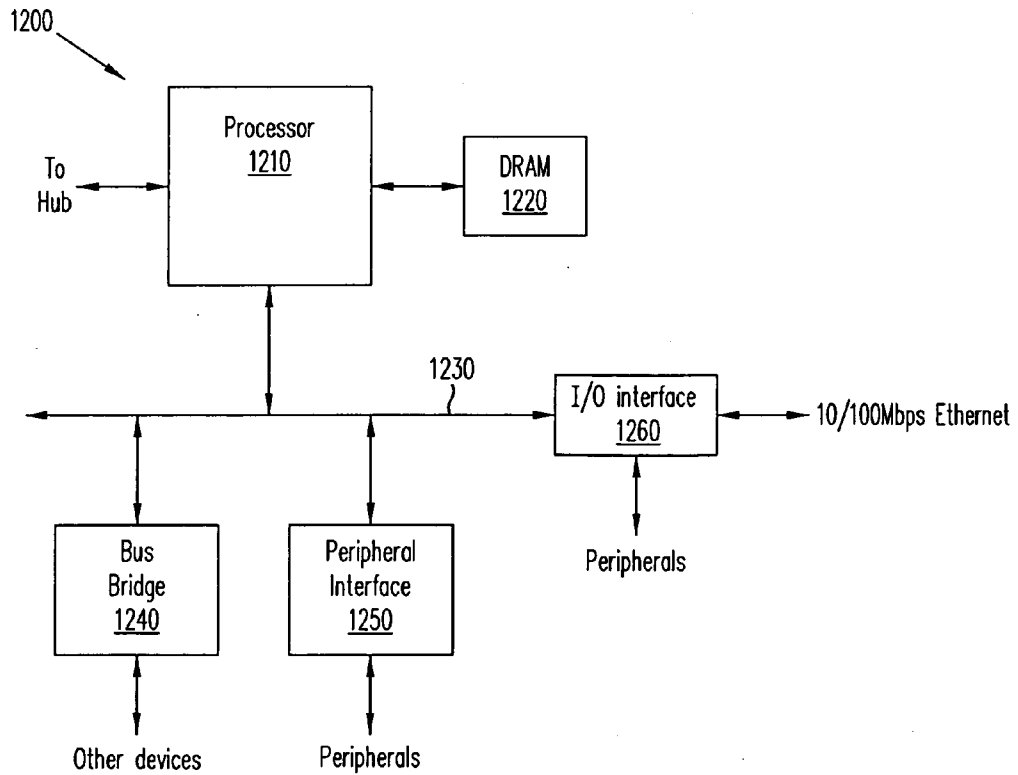 1200
Processor
1210
To
Hub
DRAM
1220
1230
I/O interface
1260
10/100Mbps Ethernet
Peripherals
Bus
Bridge
1240
Peripheral
Interface
1250
Other devices
Peripherals